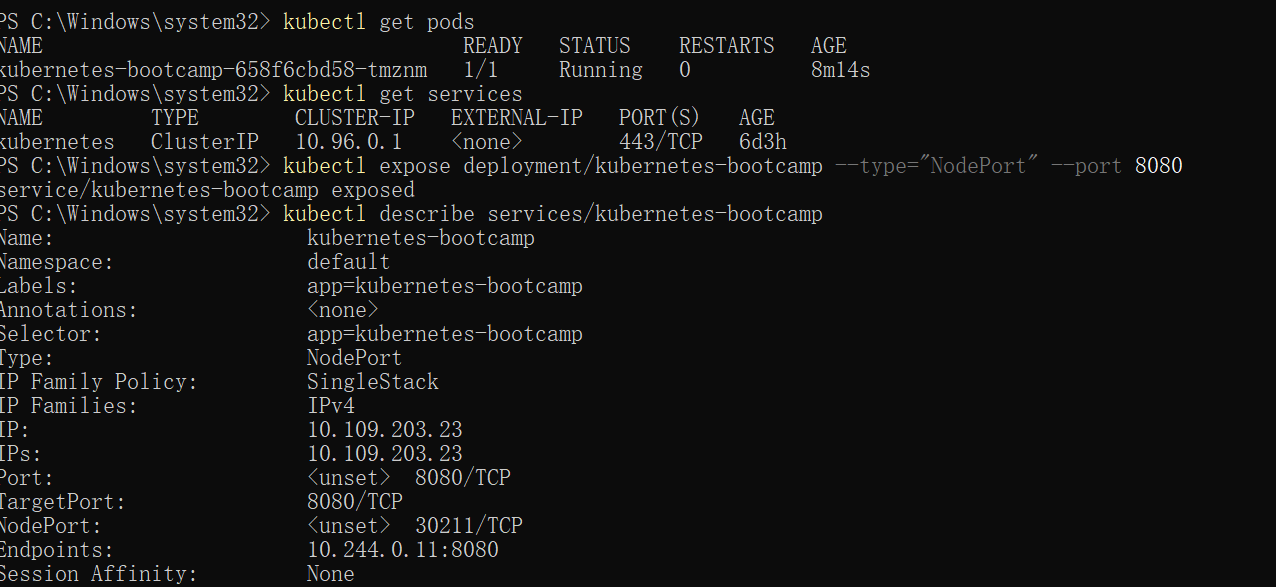 PS C:\Windows\system32> kubectl get pods
NAME READY STATUS RESTARTS AGE
kubernetes-bootcamp-658f6cbd58-tmznm 1/1 Running 0 8m14s
PS C:\Windows\system32> kubectl get services
NAME TYPE CLUSTER-IP EXTERNAL-IP PORT(S) AGE
kubernetes ClusterIP 10.96.0.1 <none> 443/TCP 6d3h
PS C:\Windows\system32> kubectl expose deployment/kubernetes-bootcamp --type="NodePort" --port 8080
service/kubernetes-bootcamp exposed
PS C:\Windows\system32> kubectl describe services/kubernetes-bootcamp
Name: kubernetes-bootcamp
Namespace: default
Labels: app=kubernetes-bootcamp
Annotations: <none>
Selector: app=kubernetes-bootcamp
Type: NodePort
IP Family Policy: SingleStack
IP Families: IPv4
IP: 10.109.203.23
IPs: 10.109.203.23
Port: <unset> 8080/TCP
TargetPort: 8080/TCP
NodePort: <unset> 30211/TCP
Endpoints: 10.244.0.11:8080
Session Affinity: None